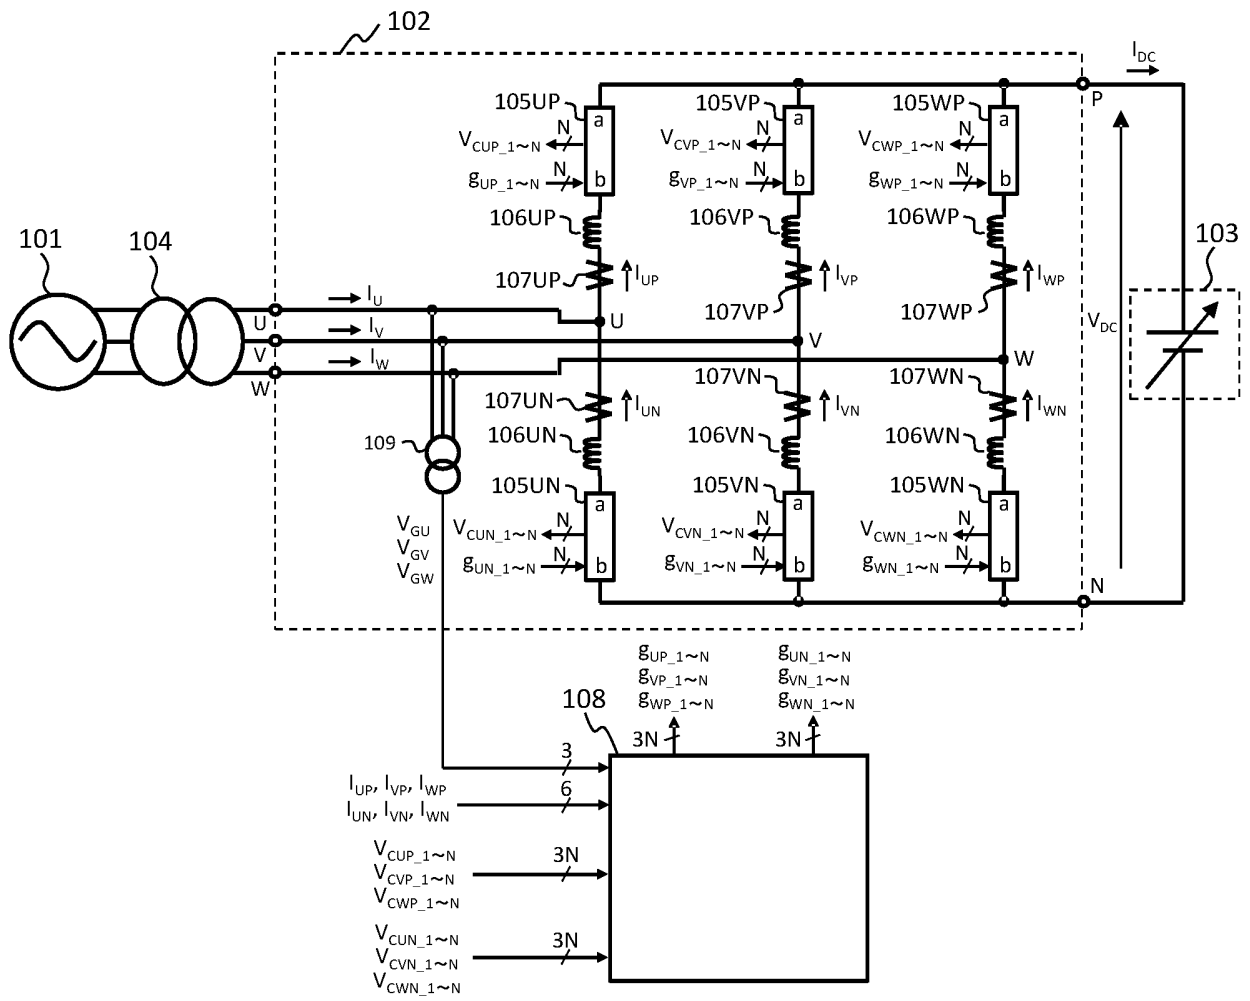 102
I_DC
P
105UP
105VP
105WP
a
a
a
N
N
N
V_CUP_1~N
V_CVP_1~N
V_CWP_1~N
g_UP_1~N
N
g_VP_1~N
N
g_WP_1~N
N
b
b
b
106UP
106VP
106WP
101
104
103
107UP
I_UP
I_VP
I_WP
107VP
107WP
I_U
U
U
I_V
V
V
I_W
W
W
V_DC
107UN
107VN
107WN
I_UN
I_VN
I_WN
109
106UN
106VN
106WN
105UN
105VN
105WN
a
a
a
N
N
N
V_CUN_1~N
V_CVN_1~N
V_CWN_1~N
g_UN_1~N
N
g_VN_1~N
N
g_WN_1~N
N
b
b
b
N
V_GU
V_GV
V_GW
g_UP_1~N
g_VP_1~N
g_WP_1~N
g_UN_1~N
g_VN_1~N
g_WN_1~N
108
3N
3N
3
I_UP, I_VP, I_WP
I_UN, I_VN, I_WN
6
V_CUP_1~N
V_CVP_1~N
V_CWP_1~N
3N
V_CUN_1~N
V_CVN_1~N
V_CWN_1~N
3N